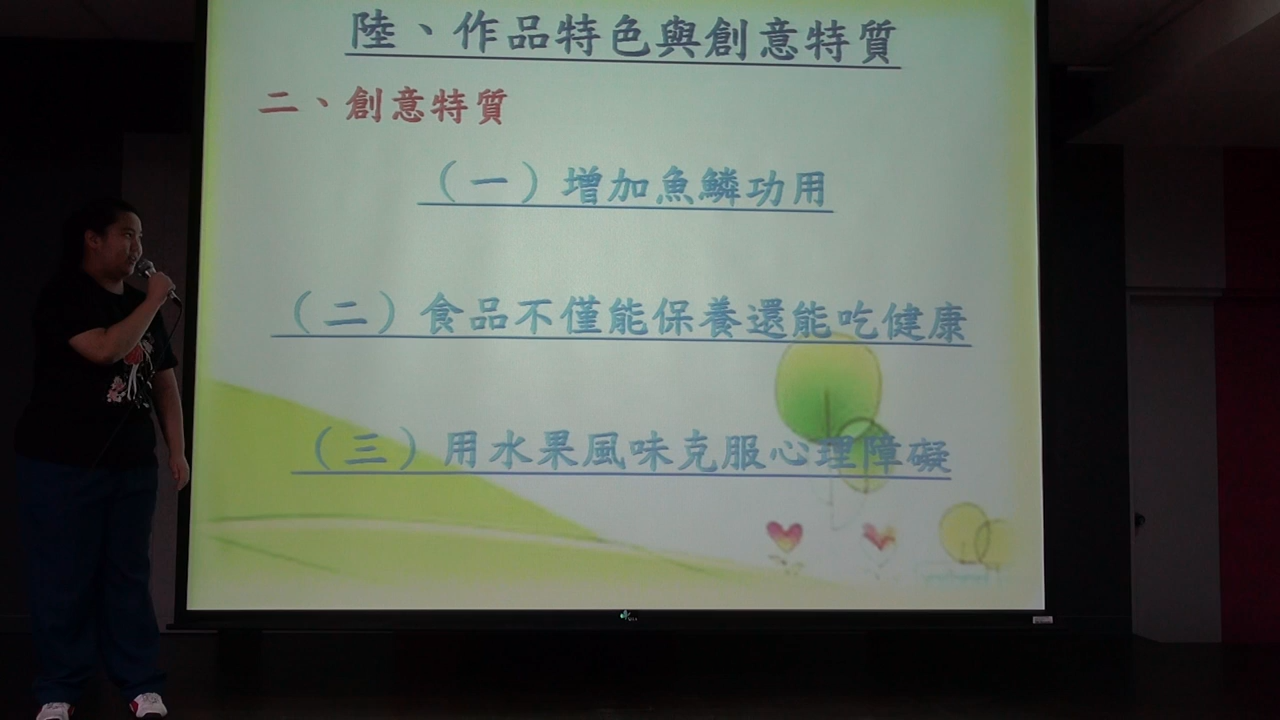 陸、作品特色與創意特質
二、創意特質
（一）增加魚鱗功用
（二）食品不僅能保養還能吃健康
（三）用水果風味克服心理障礙